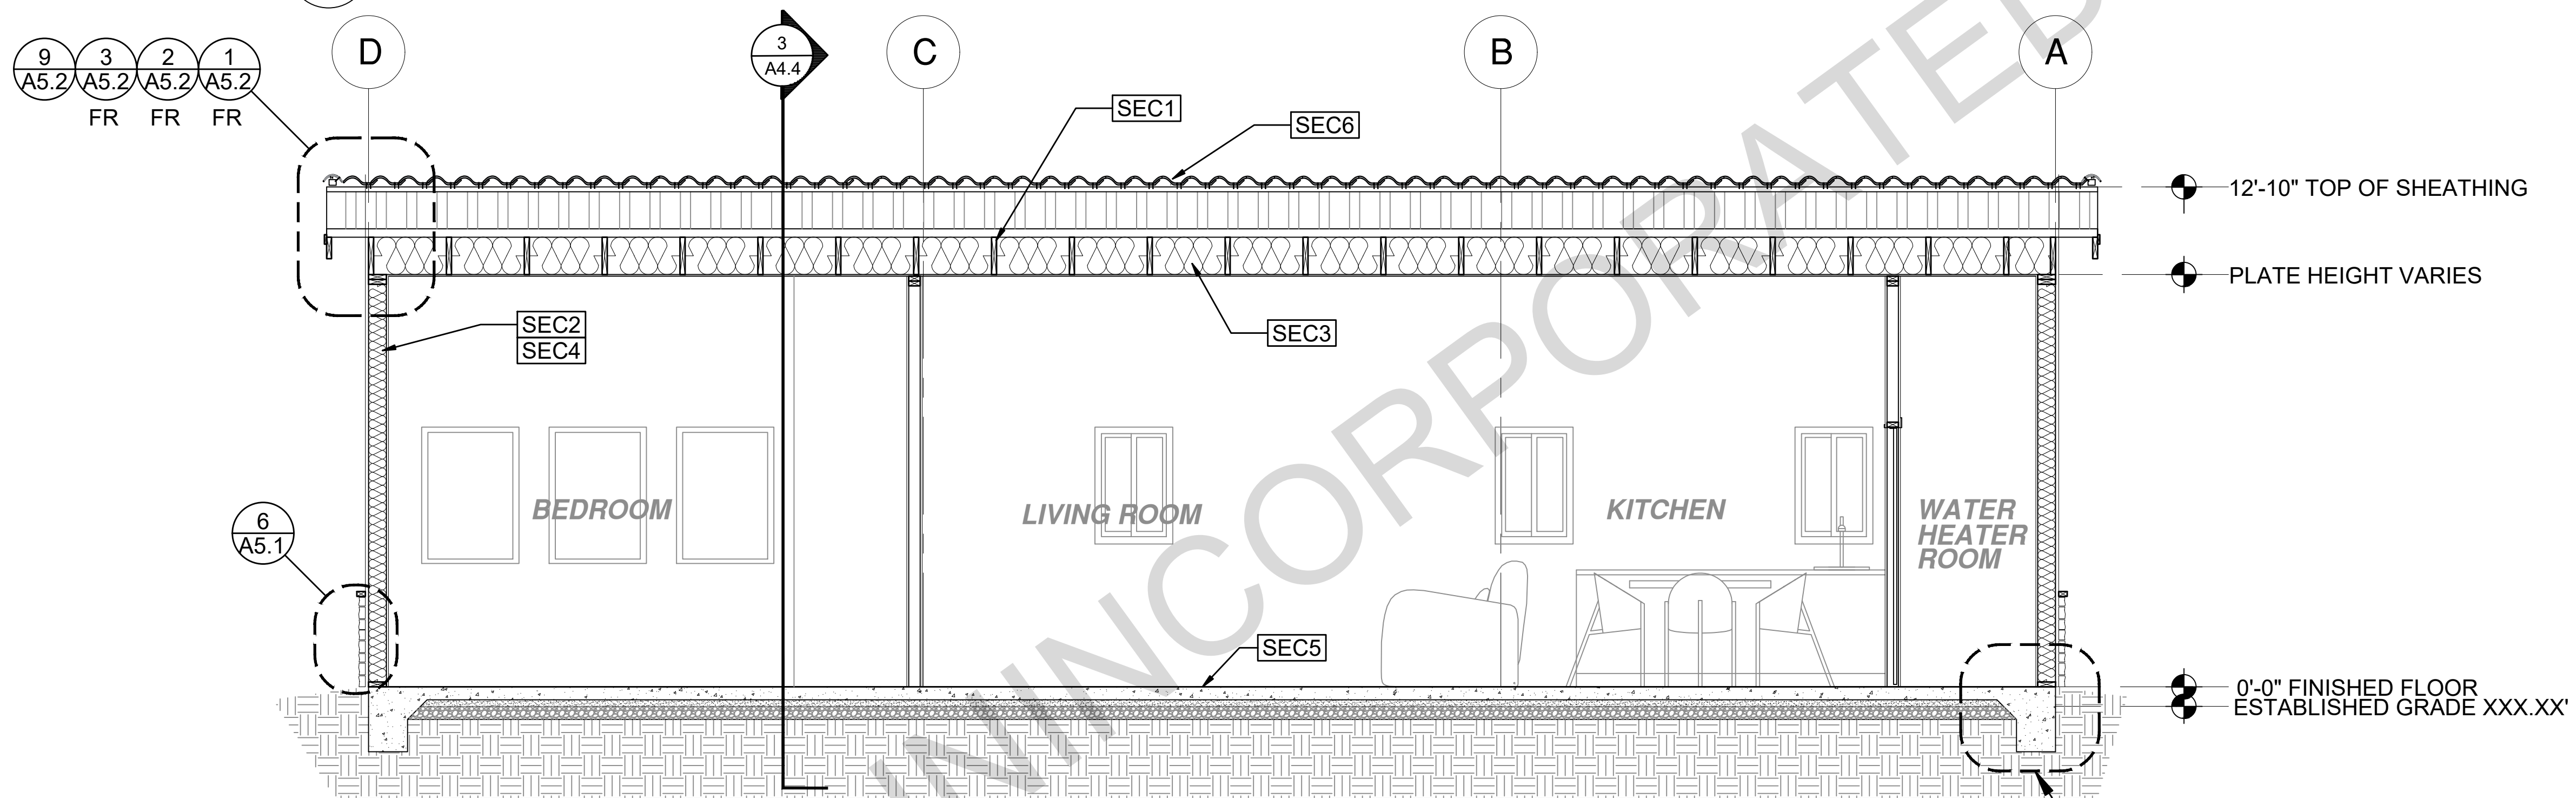 D
C
B
A
9
A5.2
3
A5.2
FR
2
A5.2
FR
1
A5.2
FR
3
A4.4
SEC1
SEC6
12'-10" TOP OF SHEATHING
PLATE HEIGHT VARIES
SEC2
SEC4
SEC3
BEDROOM
LIVING ROOM
KITCHEN
WATER
HEATER
ROOM
6
A5.1
SEC5
0'-0" FINISHED FLOOR
ESTABLISHED GRADE XXX.XX'
NINCORPORATED